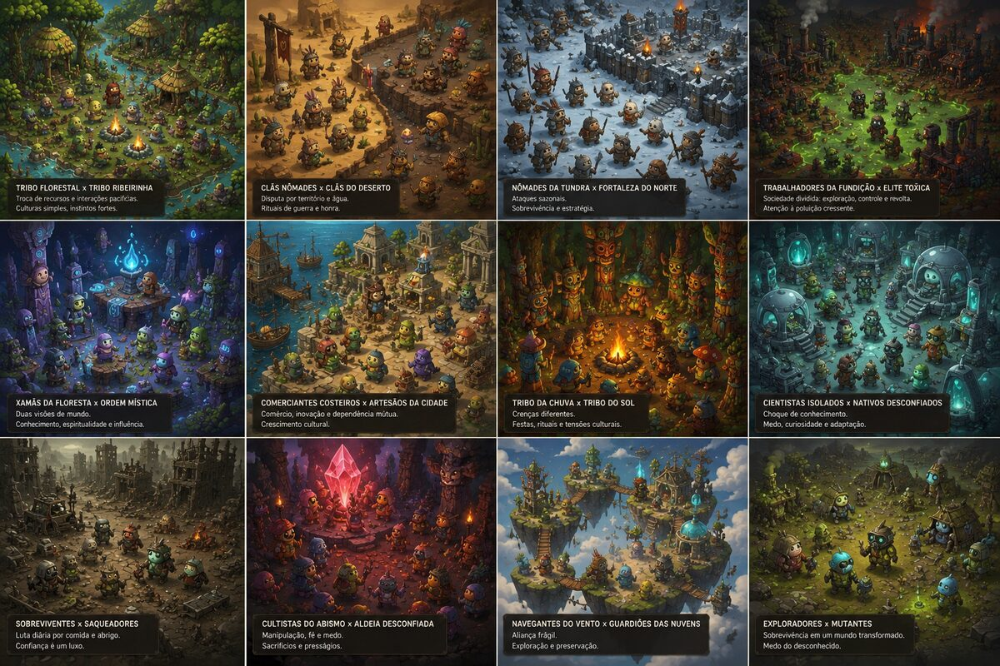 TRIBO FLORESTAL x TRIBO RIBEIRINHA
Troca de recursos e interações pacifícias.
Culturas simples, instintos fortes.
CLÃS NÔMADES x CLÃS DO DESERTO
Disputa por território e água.
Rituais de guerra e honra.
NÔMADES DA TUNDRA x FORTALEZA DO NORTE
Ataques sazonais.
Sobrevivência e estratégia.
TRABALHADORES DA FUNDIÇÃO x ELITE TOXICA
Sociedade dividida: exploração, controle e revolta.
Atenção à poluição cressente.
XAMÃS DA FLORESTA x ORDEM MÍSTICA
Duas visões de mundo.
Conhecimento, espiritualidade e influência.
COMERCIANTES COSTEIROS x ARTESÃOS DA CIDADE
Comércio, inovação e dependência mútua.
Crescimento cultural.
TRIBO DA CHUVA x TRIBO DO SOL
Crenças diferentes.
Festas, rituais e tensões culturais.
CIENTISTAS ISOLADOS x NATIVOS DESCONFIADOS
Choque de conhecimento.
Medo, curiosidade e adaptação.
SOBREVIVENTES x SAQUEADORES
Luta diária por comida e abrigo.
Confiança é um luxo.
CULTISTAS DO ABISMO x ALDEIA DESCONFIADA
Manipulação, fé e medo.
Sacrifícios e presságios.
NAVEGANTES DO VENTO x GUARDIÕES DAS NUVENS
Aliança frágil.
Exploração e preservação.
EXPLORADORES x MUTANTES
Sobrevivência em um mundo transformado.
Medo do desconhecido.